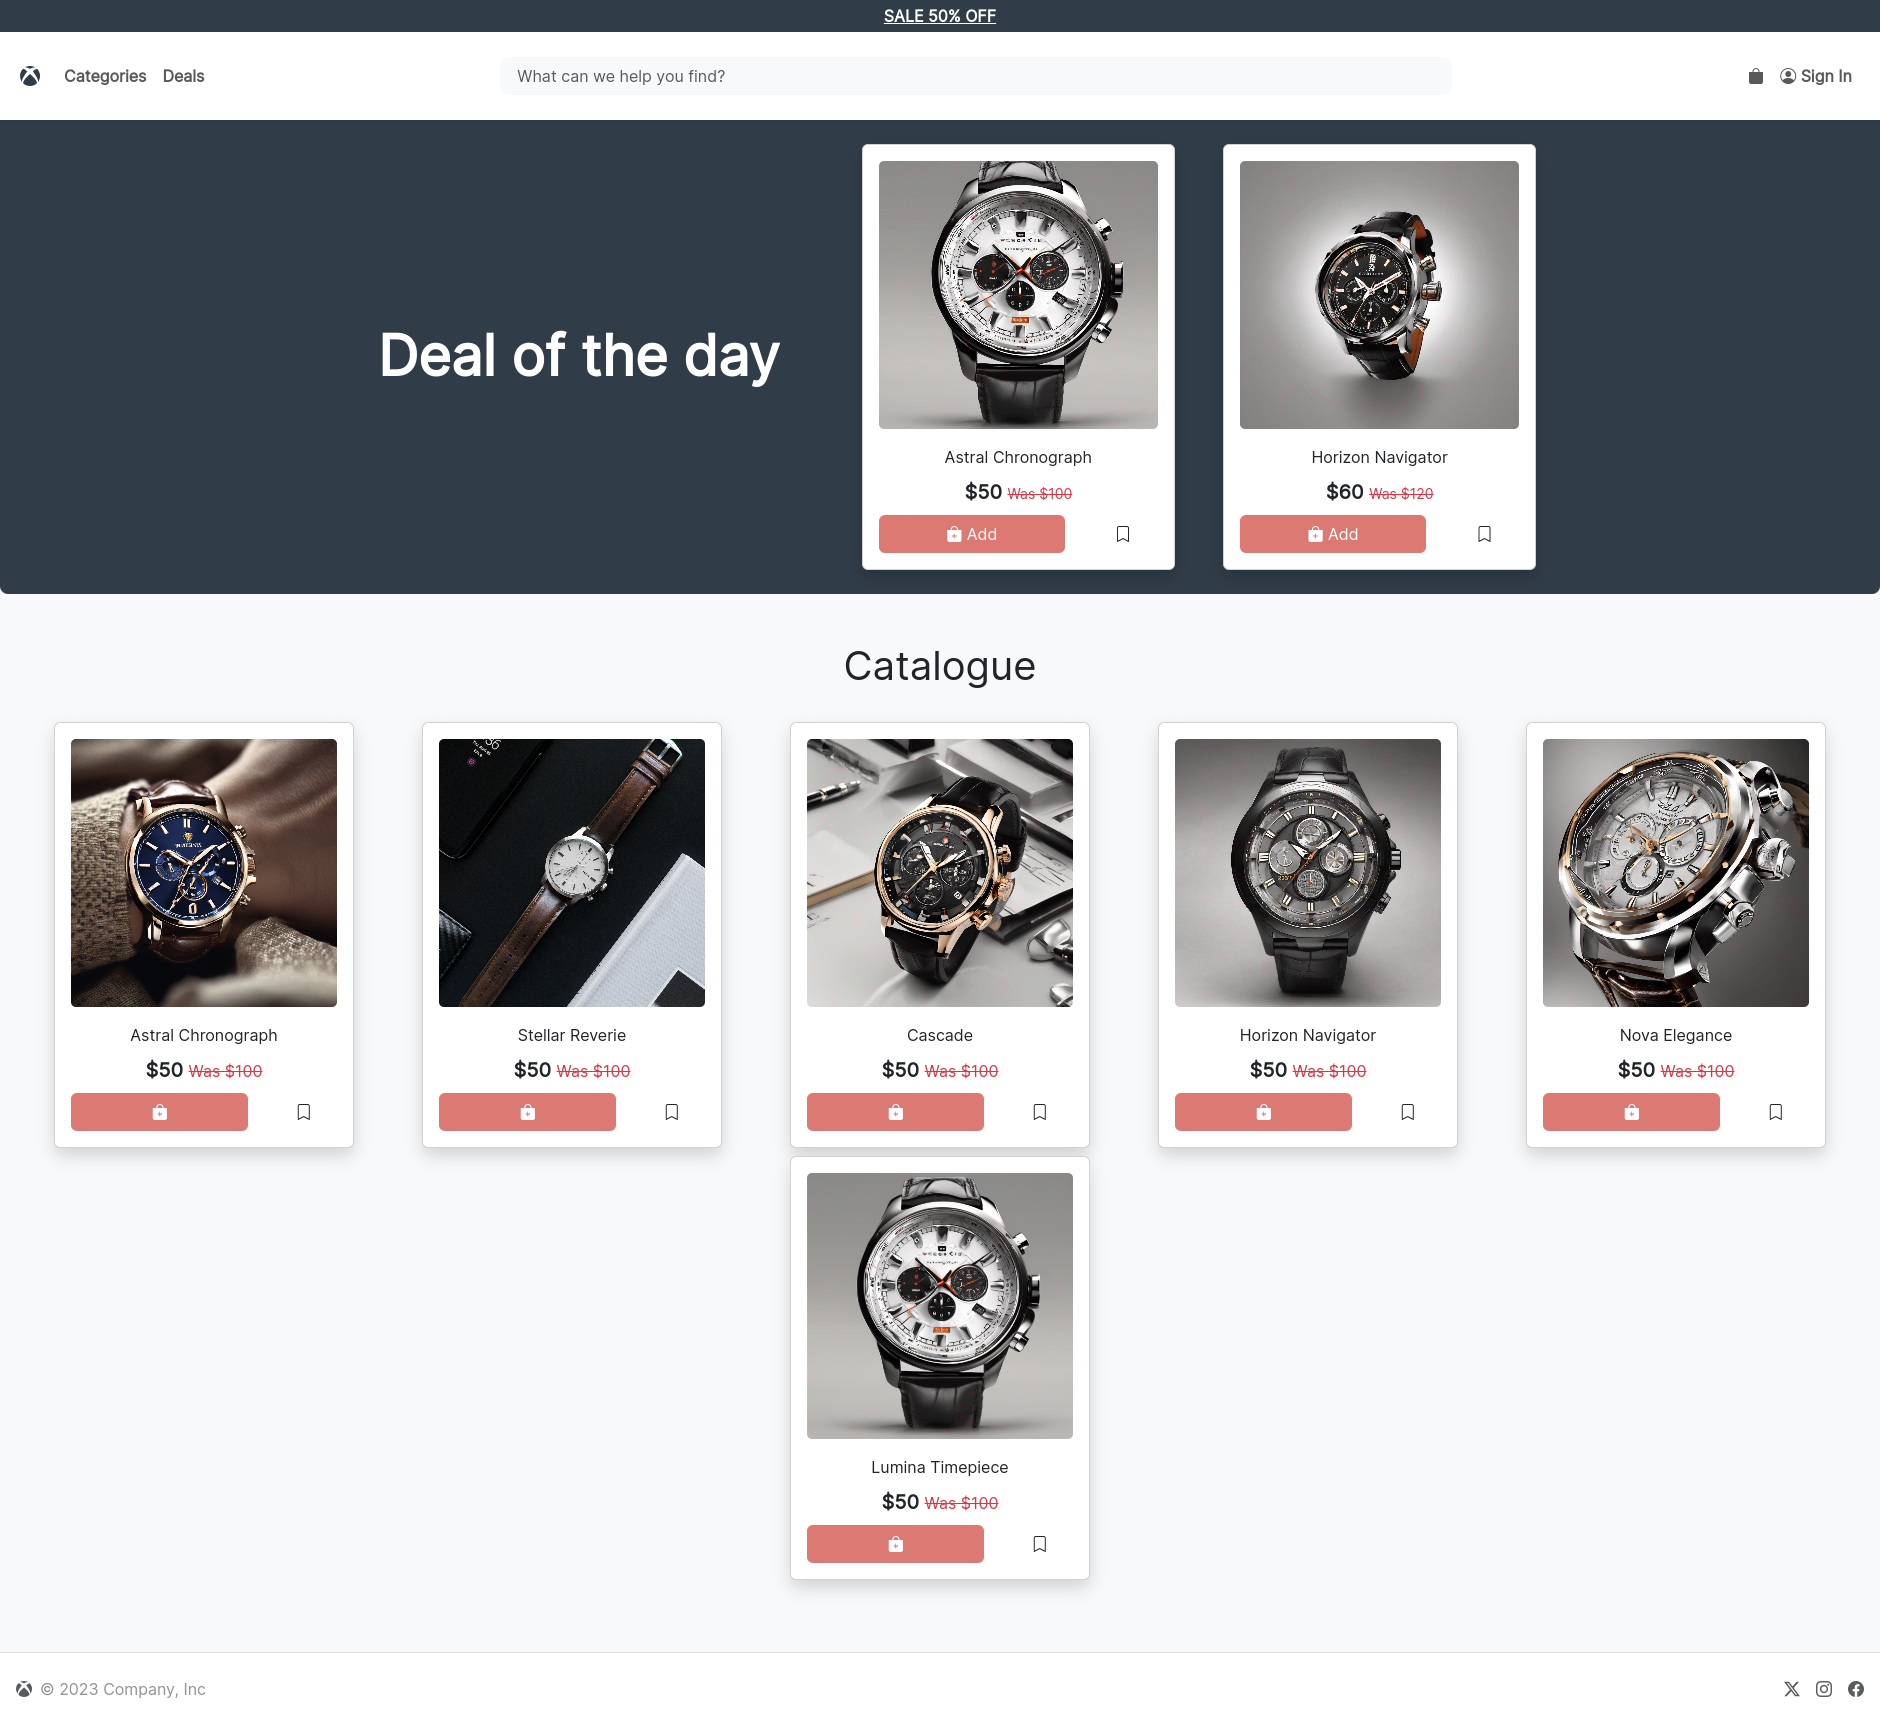 SALE 50% OFF
Categories Deals
What can we help you find?
Sign In
Deal of the day
Astral Chronograph
$50 Was $100
Add
Horizon Navigator
$60 Was $120
Add
Catalogue
Astral Chronograph
$50 Was $100
Stellar Reverie
$50 Was $100
Cascade
$50 Was $100
Horizon Navigator
$50 Was $100
Nova Elegance
$50 Was $100
Lumina Timepiece
$50 Was $100
© 2023 Company, Inc